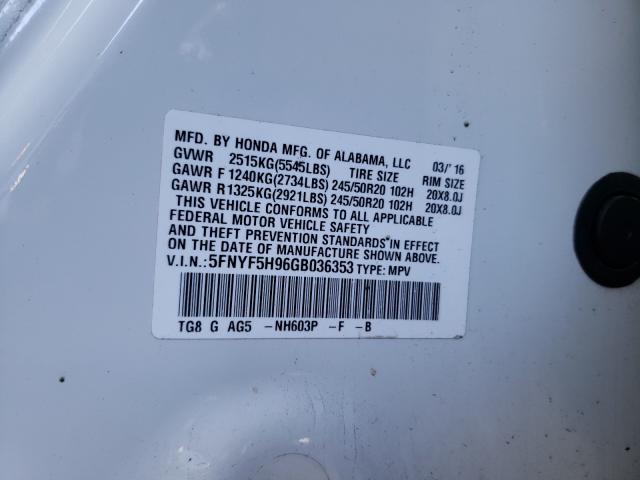 MFD. BY HONDA MFG. OF ALABAMA, LLC 03/'16
GVWR 2515KG(5545LBS) TIRE SIZE RIM SIZE
GAWR F 1240KG(2734LBS) 245/50R20 102H 20X8.0J
GAWR R1325KG(2921LBS) 245/50R20 102H 20X8.0J
THIS VEHICLE CONFORMS TO ALL APPLICABLE
FEDERAL MOTOR VEHICLE SAFETY
AND THEFT PREVENTION STANDARDS IN EFFECT
ON THE DATE OF MANUFACTURE SHOWN ABOVE.
V.I.N.:5FNYF5H96GB036353 TYPE: MPV
TG8 G AG5 -NH603P -F -B